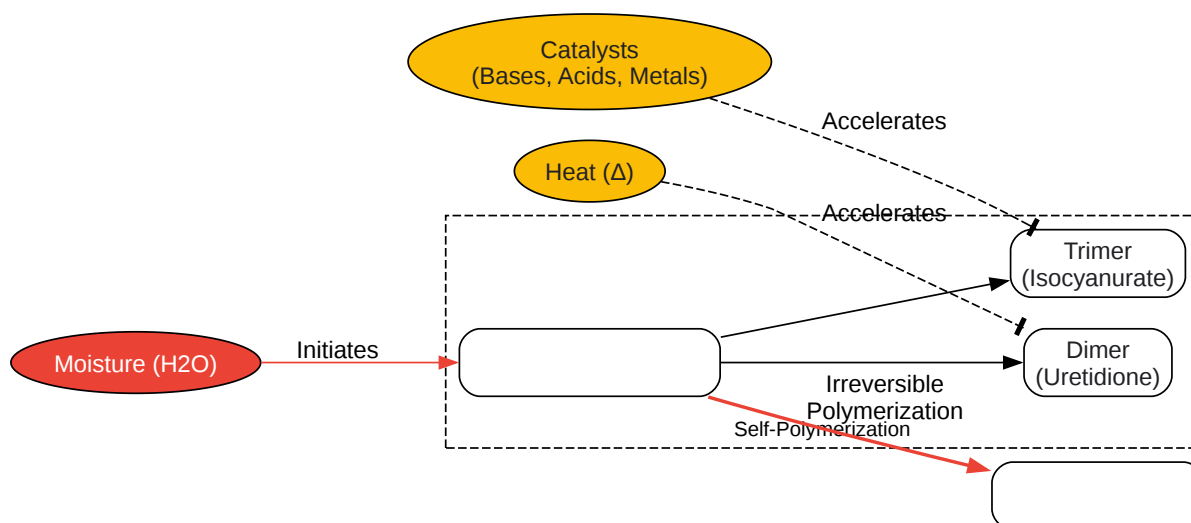 Catalysts
(Bases, Acids, Metals)
Accelerates
Heat (Δ)
Accelerates
Trimer
(Isocyanurate)
Moisture (H2O)
Initiates
Dimer
(Uretidione)
Irreversible
Polymerization
Self-Polymerization